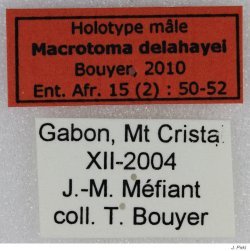 Holotype mâle
Macrotoma delahayei
Bouyer, 2010
Ent. Afr. 15 (2) : 50-52
Gabon, Mt Crista
XII-2004
J.-M. Méfiant
coll. T. Bouyer